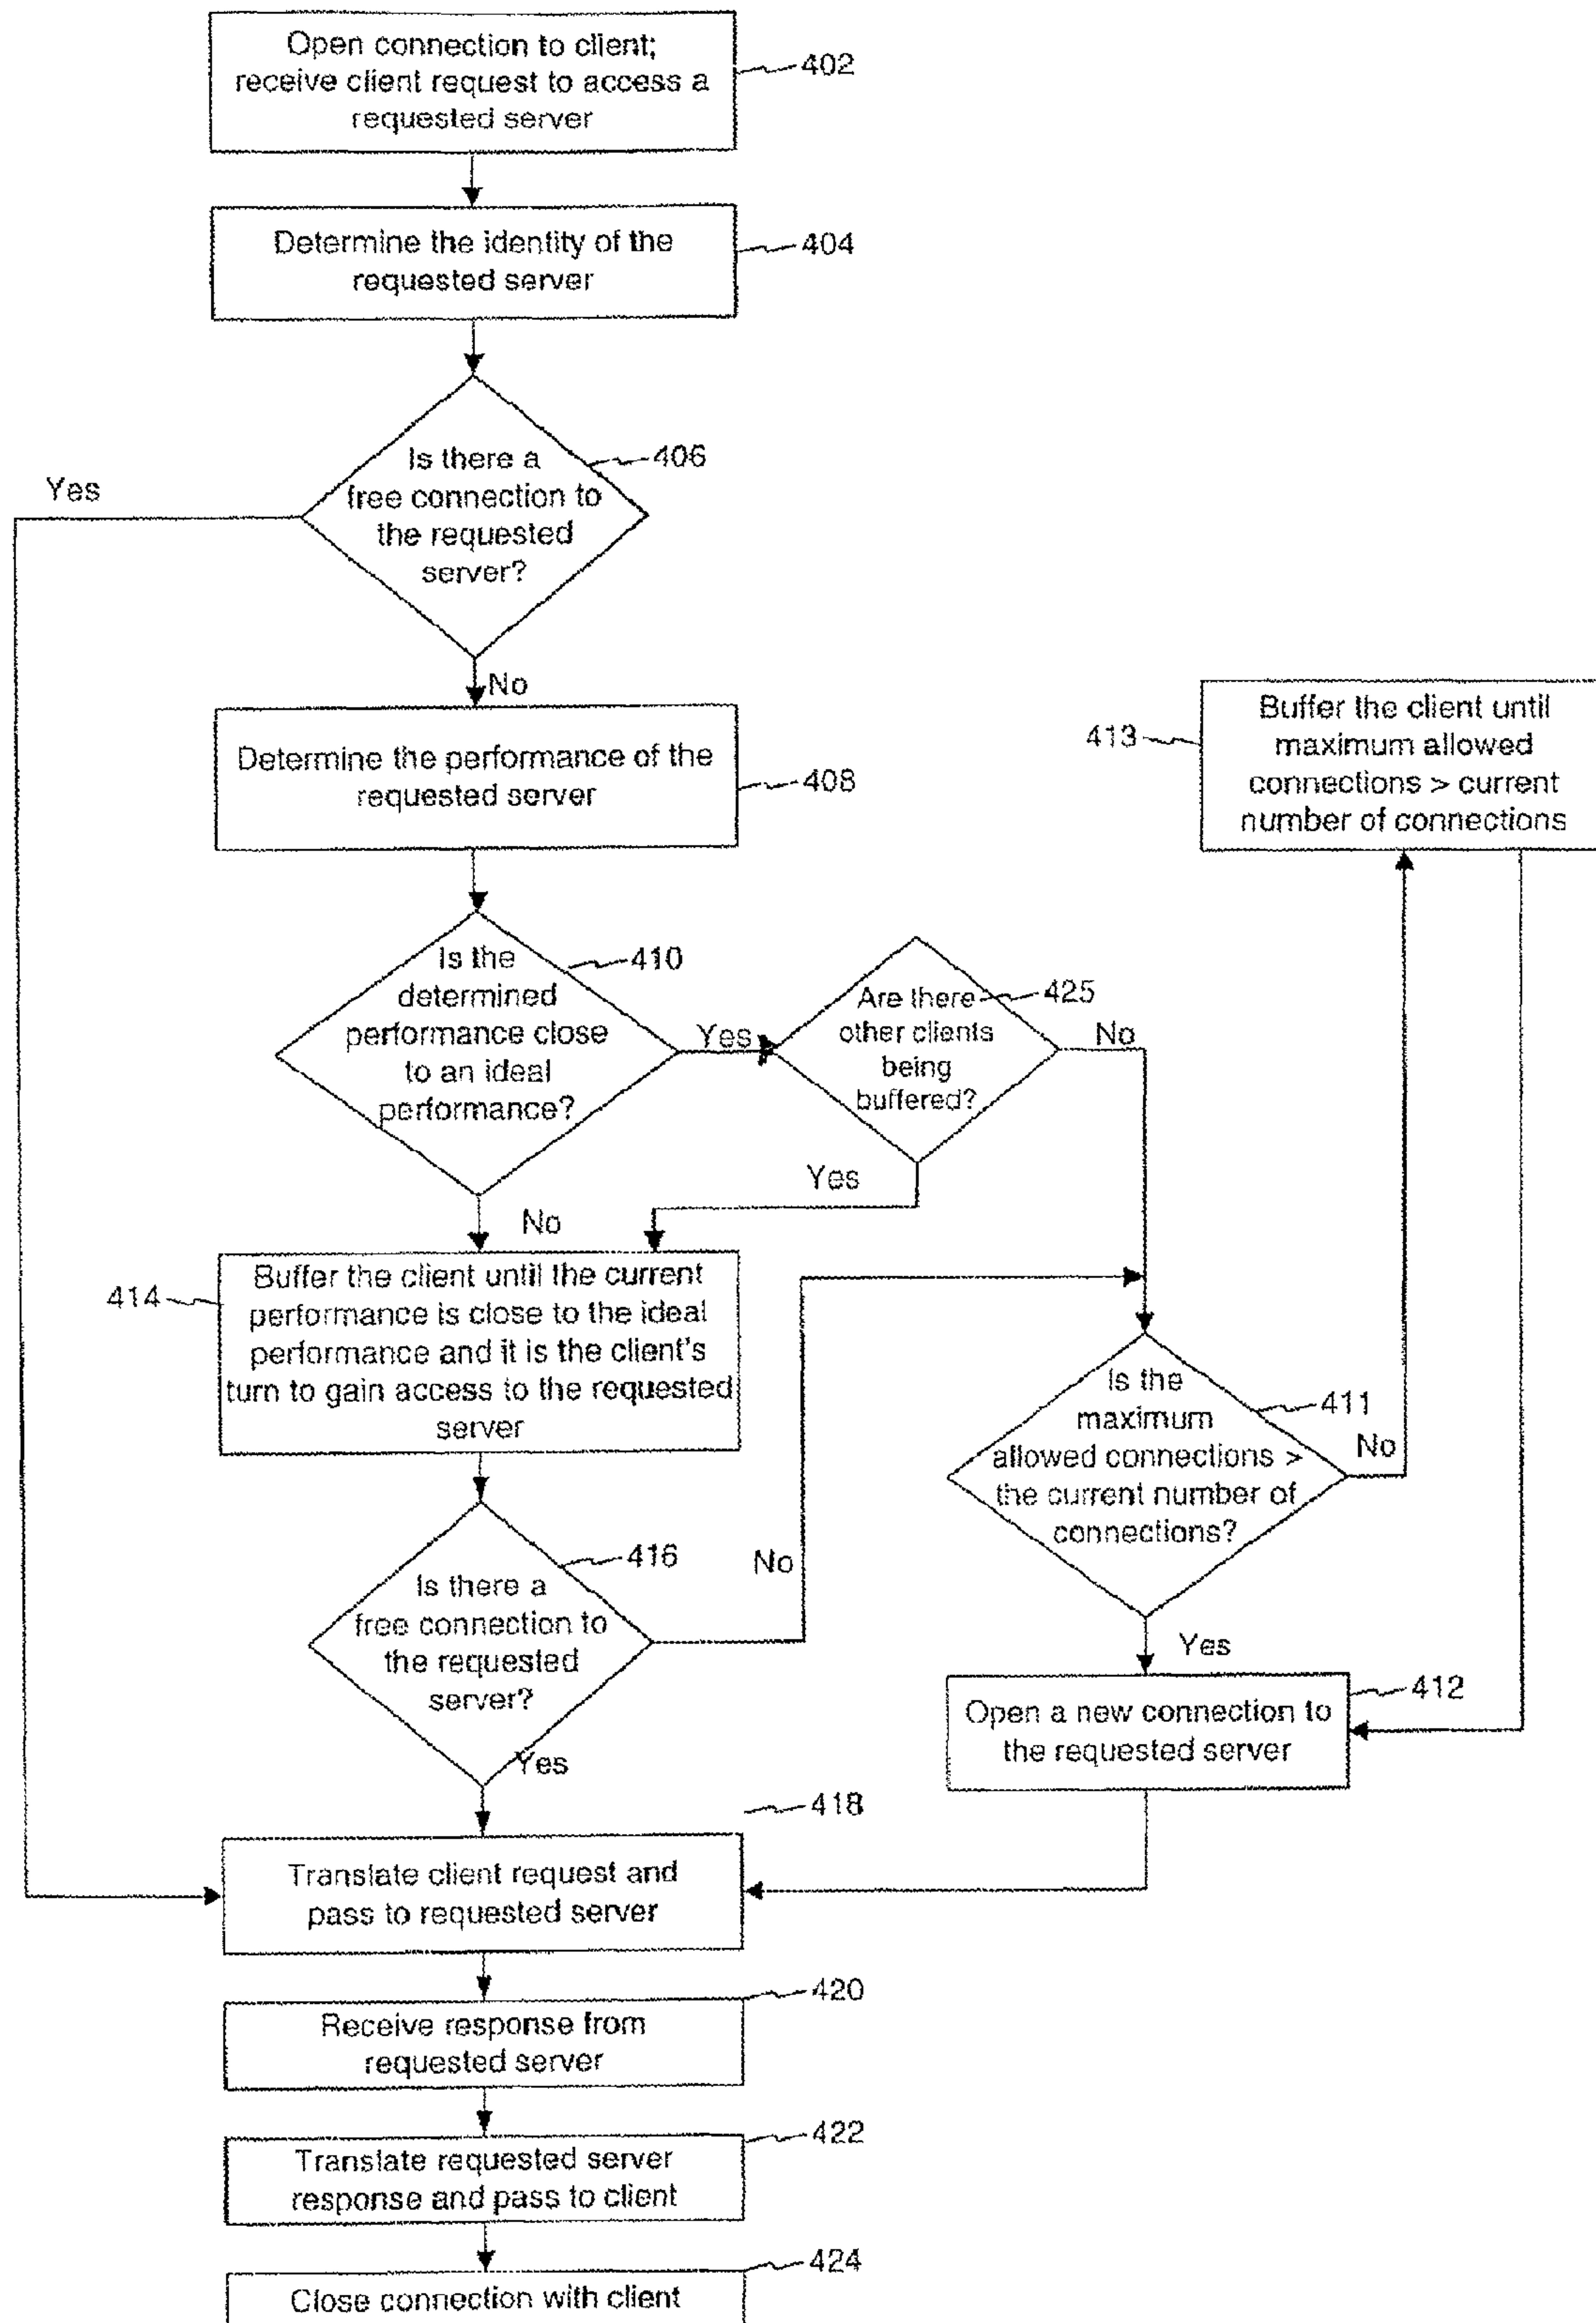 Open connection to client;
receive client request to access a
requested server
402
Determine the identity of the
requested server
404
Is there a
free connection to
the requested
server?
406
Yes
No
Determine the performance of the
requested server
408
Buffer the client until
maximum allowed
connections > current
number of connections
413
Is the
determined
performance close
to an ideal
performance?
410
Yes
Are there
other clients
being
buffered?
425
No
Yes
No
Buffer the client until the current
performance is close to the ideal
performance and it is the client's
turn to gain access to the requested
server
414
Is the
maximum
allowed connections >
the current number of
connections?
411
No
Is there a
free connection to
the requested
server?
416
No
Yes
Yes
Open a new connection to
the requested server
412
418
Translate client request and
pass to requested server
420
Receive response from
requested server
422
Translate requested server
response and pass to client
424
Close connection with client